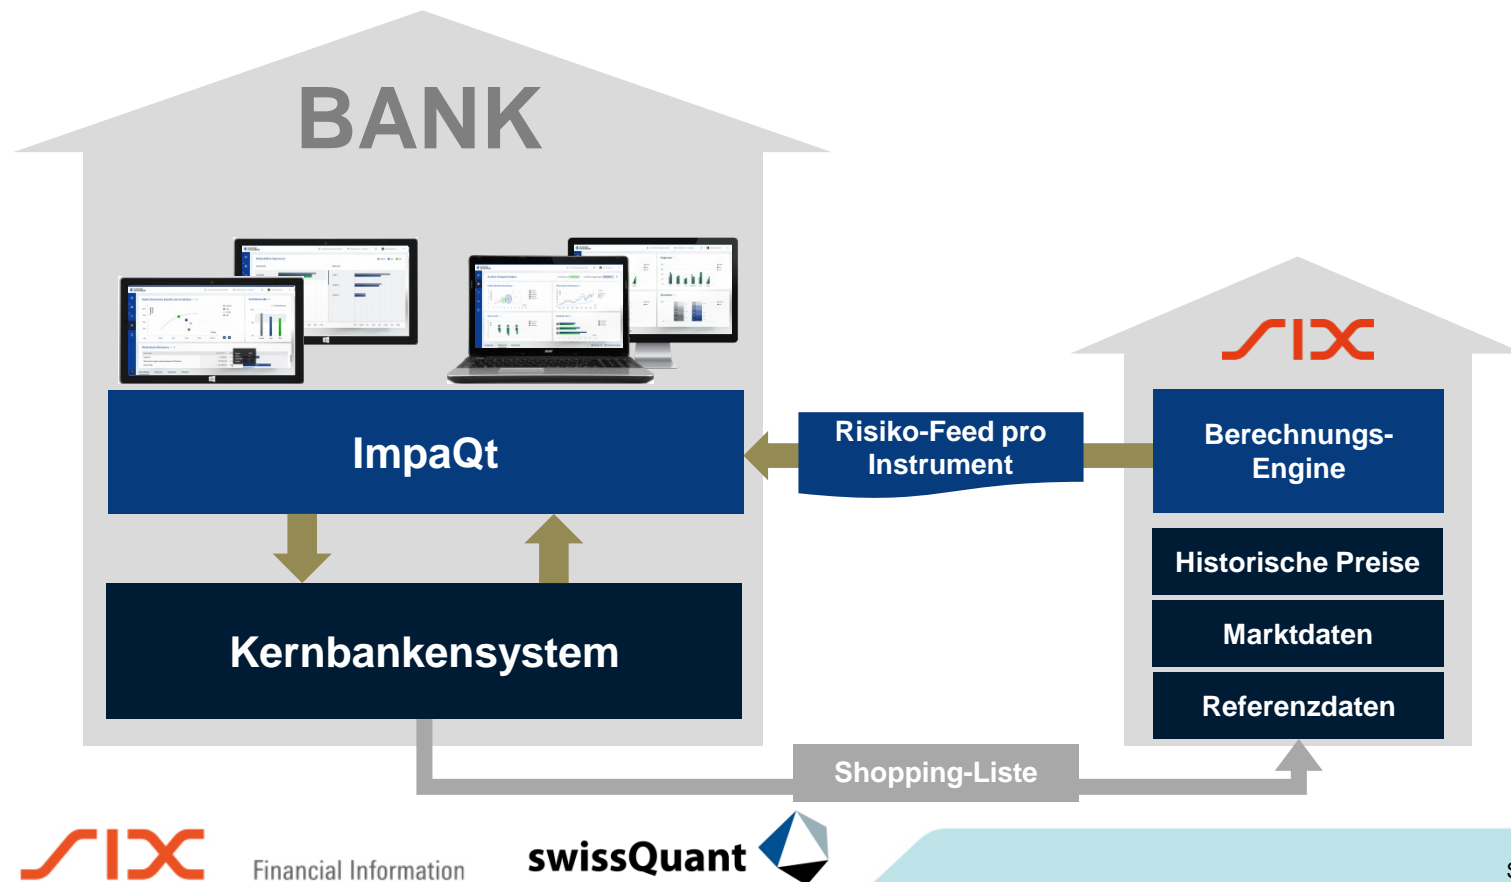 BANK
SIX
ImpaQt
Risiko-Feed pro
Instrument
Berechnungs-
Engine
Historische Preise
Marktdaten
Referenzdaten
Kernbankensystem
Shopping-Liste
SIX
Financial Information
swissQuant